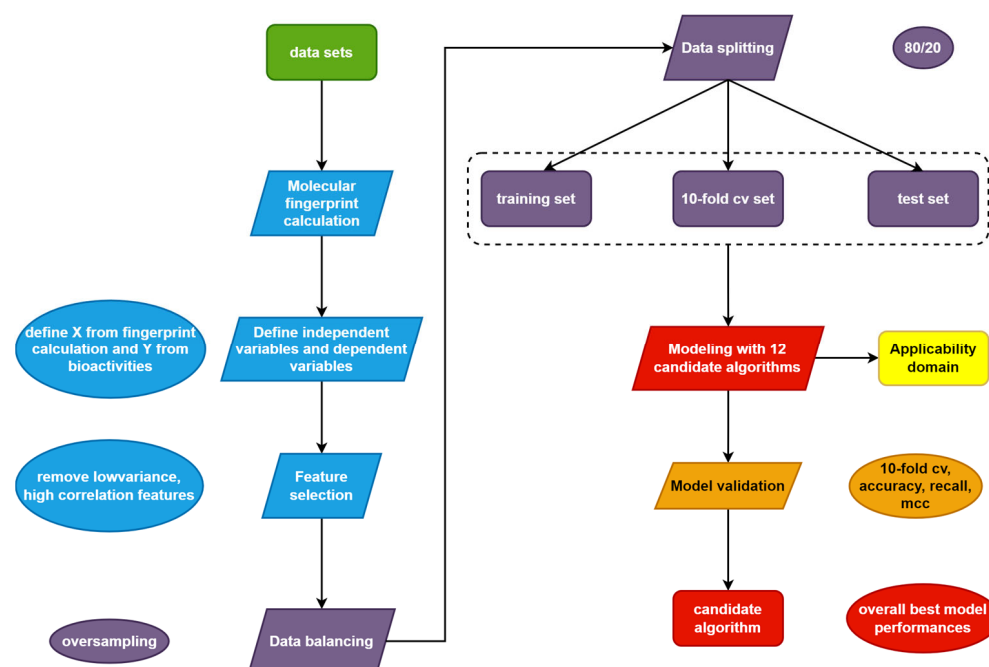 data sets
Molecular
fingerprint
calculation
define X from fingerprint
calculation and Y from
bioactivities
Define independent
variables and dependent
variables
remove lowvariance,
high correlation features
Feature
selection
oversampling
Data balancing
Data splitting
80/20
training set
10-fold cv set
test set
Modeling with 12
candidate algorithms
Applicability
domain
Model validation
10-fold cv,
accuracy, recall,
mcc
candidate
algorithm
overall best model
performances